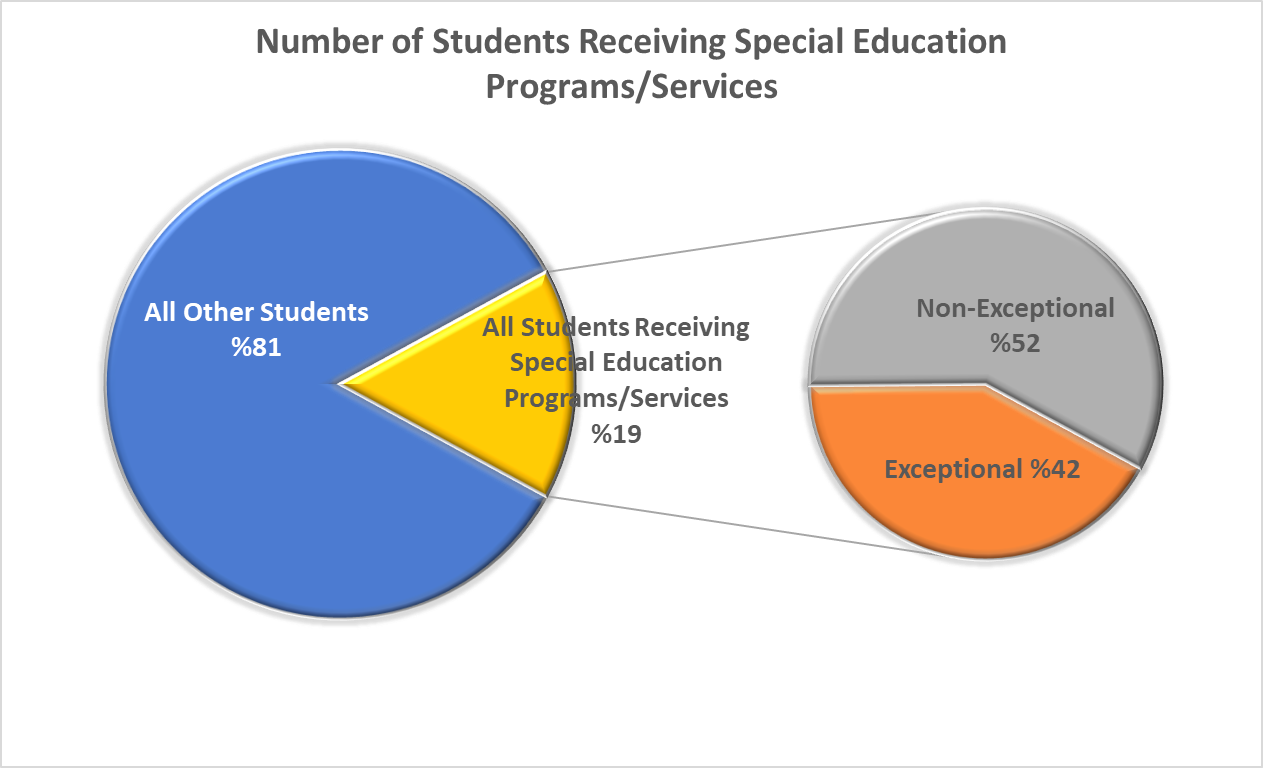 Number of Students Receiving Special Education
Programs/Services
All Other Students
%81
All Students Receiving
Special Education
Programs/Services
%19
Non-Exceptional
%52
Exceptional %42